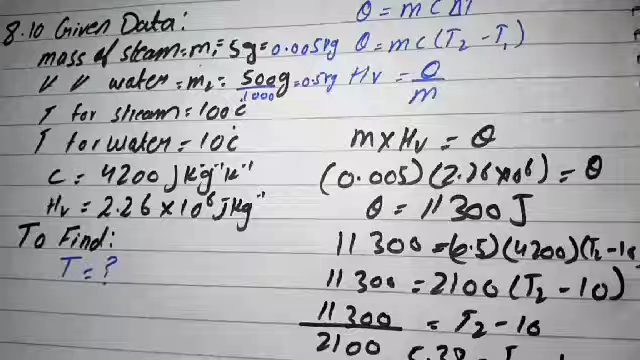 8.10 Given Data:
mass of steam = m₁ = 5g = 0.005kg
〃 〃 water = m₂ = 500g/1000 = 0.5kg
T for steam = 100°C
T for water = 10°C
C = 4200 J kg⁻¹ k⁻¹
Hv = 2.26 × 10⁶ J kg⁻¹
To Find:
T = ?
Q = m C ΔT
Q = mC (T₂ - T₁)
Hv = Q/m
m × Hv = Q
(0.005)(2.26 × 10⁶) = Q
Q = 11300 J
11300 = (0.5)(4200)(T₂ - 10
11300 = 2100 (T₂ - 10)
11300/2100 = T₂ - 10